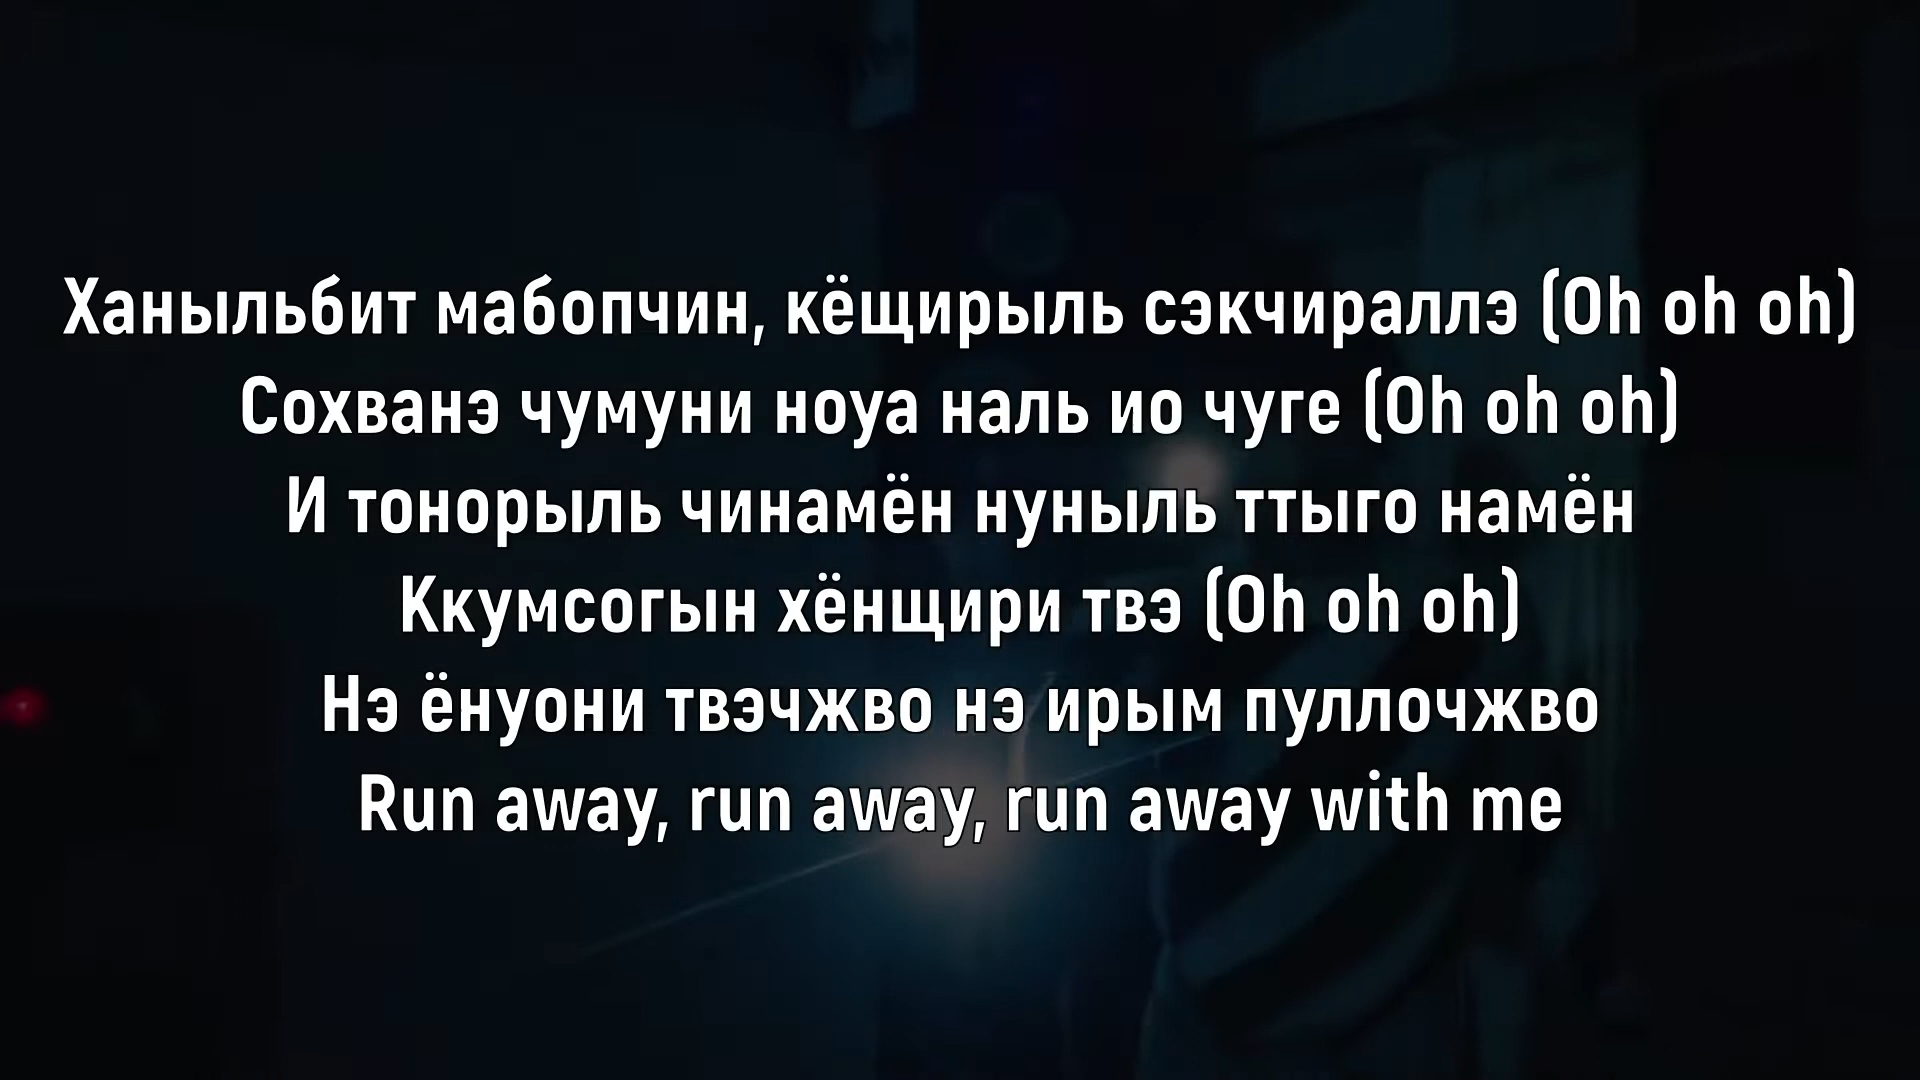 Ханыльбит мабопчин, кёщирыль сэкчираллэ (Oh oh oh)
Сохванэ чумуни ноуа наль ио чуге (Oh oh oh)
И тонорыль чинамён нуныль ттыго намён
Ккумсогын хёнщири твэ (Oh oh oh)
Нэ ёнуони твэчжво нэ ирым пуллочжво
Run away, run away, run away with me